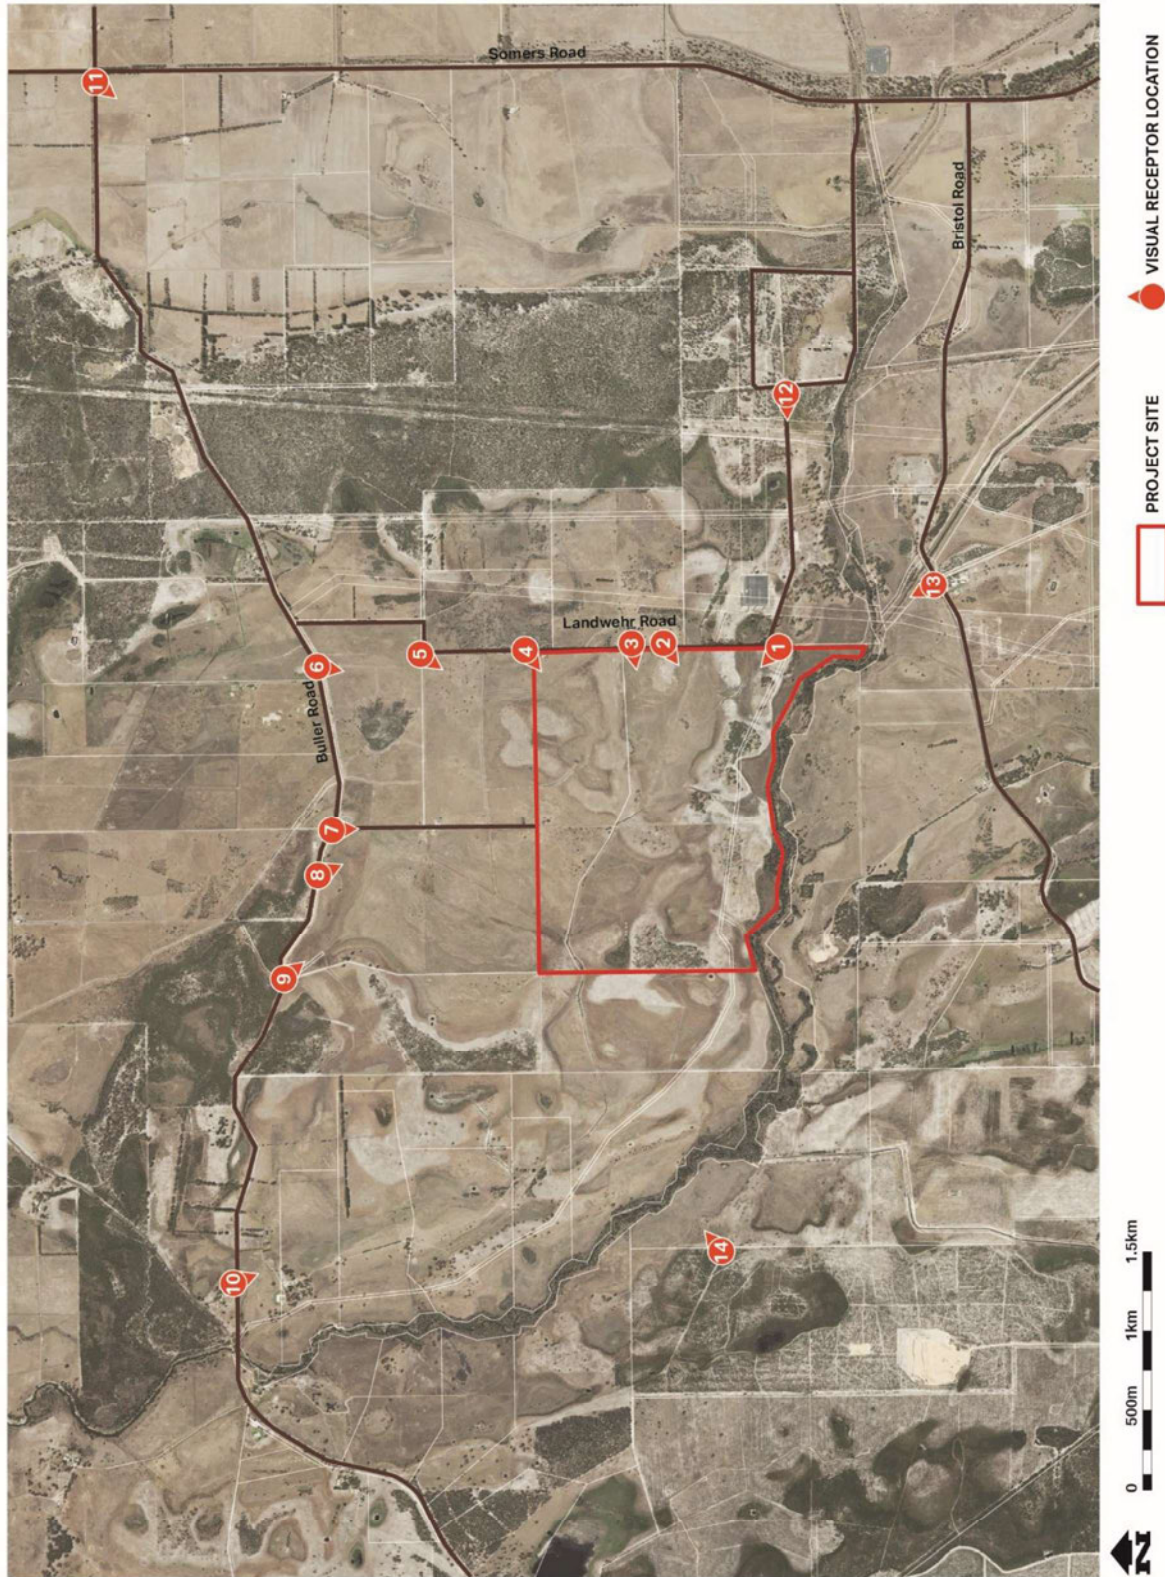 Somers Road
11
Bristol Road
12
13
Landwehr Road
1
2
3
4
5
6
Buller Road
7
8
9
10
14
0 500m 1km 1.5km
N
PROJECT SITE
VISUAL RECEPTOR LOCATION